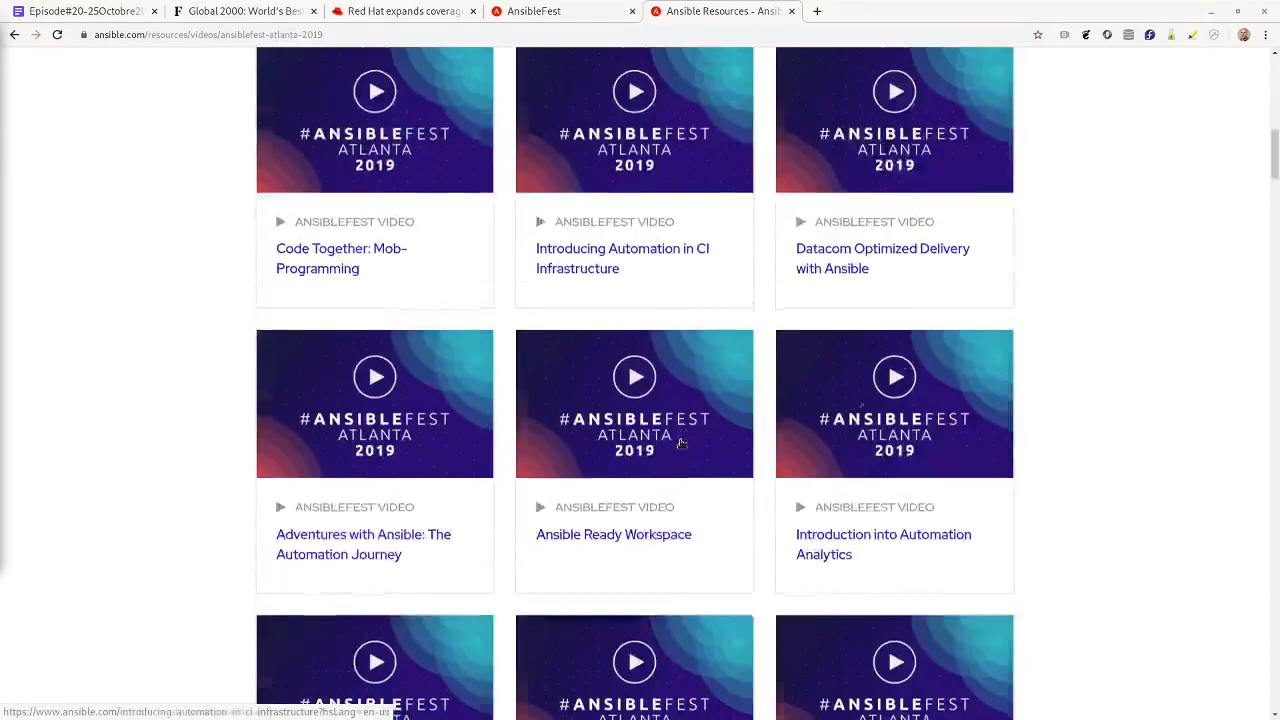 Episode#20-25Octobre20
Global 2000: World's Best
Red Hat expands coverag
AnsibleFest
Ansible Resources - Ansib
ansible.com/resources/videos/ansiblefest-atlanta-2019
#ANSIBLEFEST
ATLANTA
2019
#ANSIBLEFEST
ATLANTA
2019
#ANSIBLEFEST
ATLANTA
2019
ANSIBLEFEST VIDEO
Code Together: Mob-
Programming
ANSIBLEFEST VIDEO
Introducing Automation in CI
Infrastructure
ANSIBLEFEST VIDEO
Datacom Optimized Delivery
with Ansible
#ANSIBLEFEST
ATLANTA
2019
#ANSIBLEFEST
ATLANTA
2019
#ANSIBLEFEST
ATLANTA
2019
ANSIBLEFEST VIDEO
Adventures with Ansible: The
Automation Journey
ANSIBLEFEST VIDEO
Ansible Ready Workspace
ANSIBLEFEST VIDEO
Introduction into Automation
Analytics
#ANSIBLEFEST
#ANSIBLEFEST
https://www.ansible.com/introducing-automation-in-ci-infrastructure?hsLang=en-us